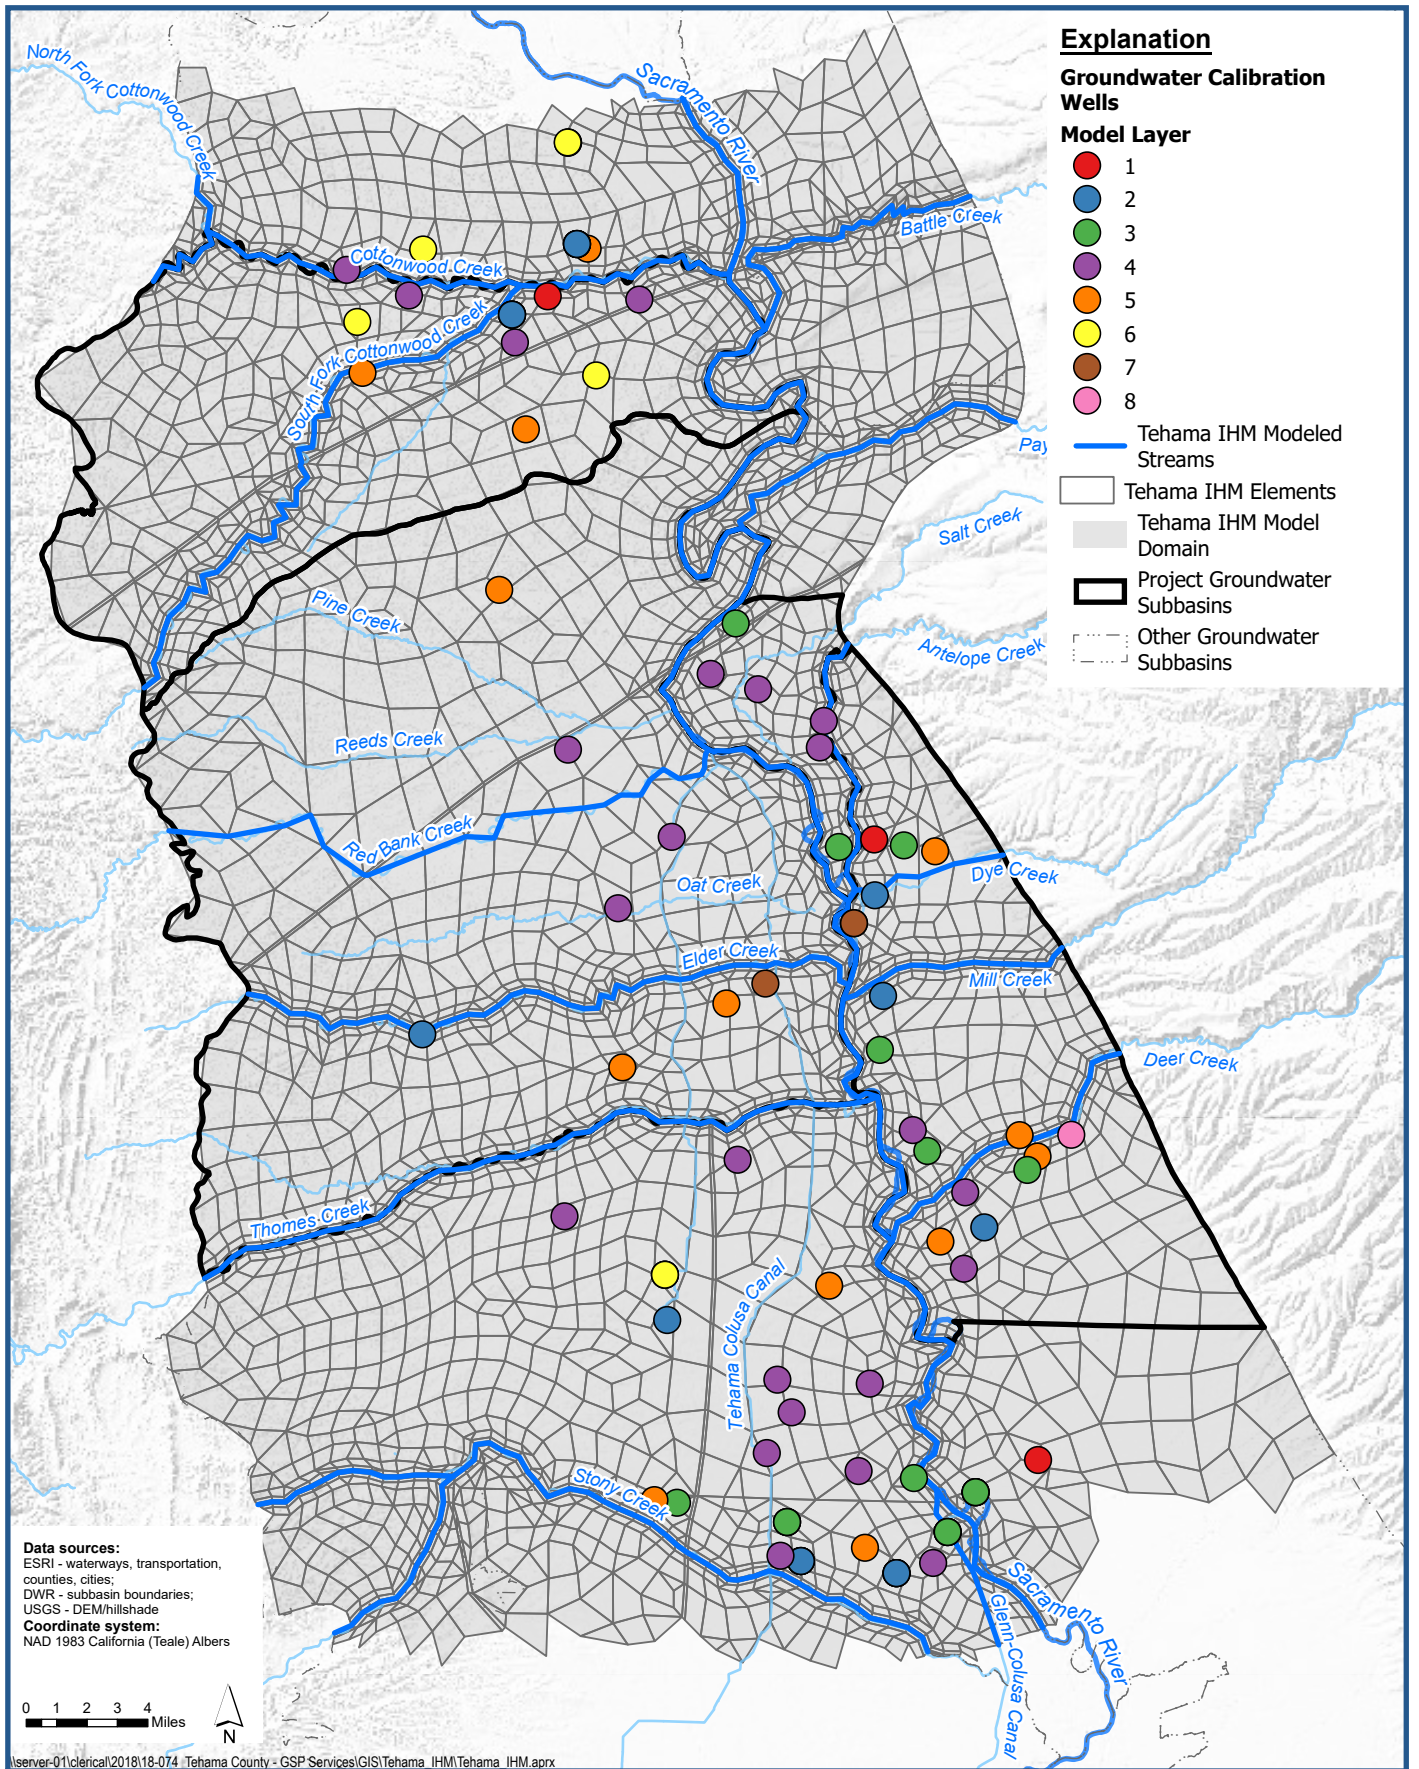 Explanation
Groundwater Calibration
Wells
Model Layer
1
2
3
4
5
6
7
8
Tehama IHM Modeled
Streams
Tehama IHM Elements
Tehama IHM Model
Domain
Project Groundwater
Subbasins
Other Groundwater
Subbasins
North Fork Cottonwood Creek
Sacramento River
Battle Creek
Cottonwood Creek
South Fork Cottonwood Creek
Pay
Salt Creek
Antelope Creek
Pine Creek
Reeds Creek
Red Bank Creek
Oat Creek
Dye Creek
Elder Creek
Mill Creek
Deer Creek
Thomes Creek
Tehama Colusa Canal
Stony Creek
Sacramento River
Glenn-Colusa Canal
Data sources:
ESRI - waterways, transportation,
counties, cities;
DWR - subbasin boundaries;
USGS - DEM/hillshade
Coordinate system:
NAD 1983 California (Teale) Albers
0 1 2 3 4
Miles
N
\\server-01\clerical\2018\18-074_Tehama County - GSP Services\GIS\Tehama_IHM\Tehama_IHM.aprx